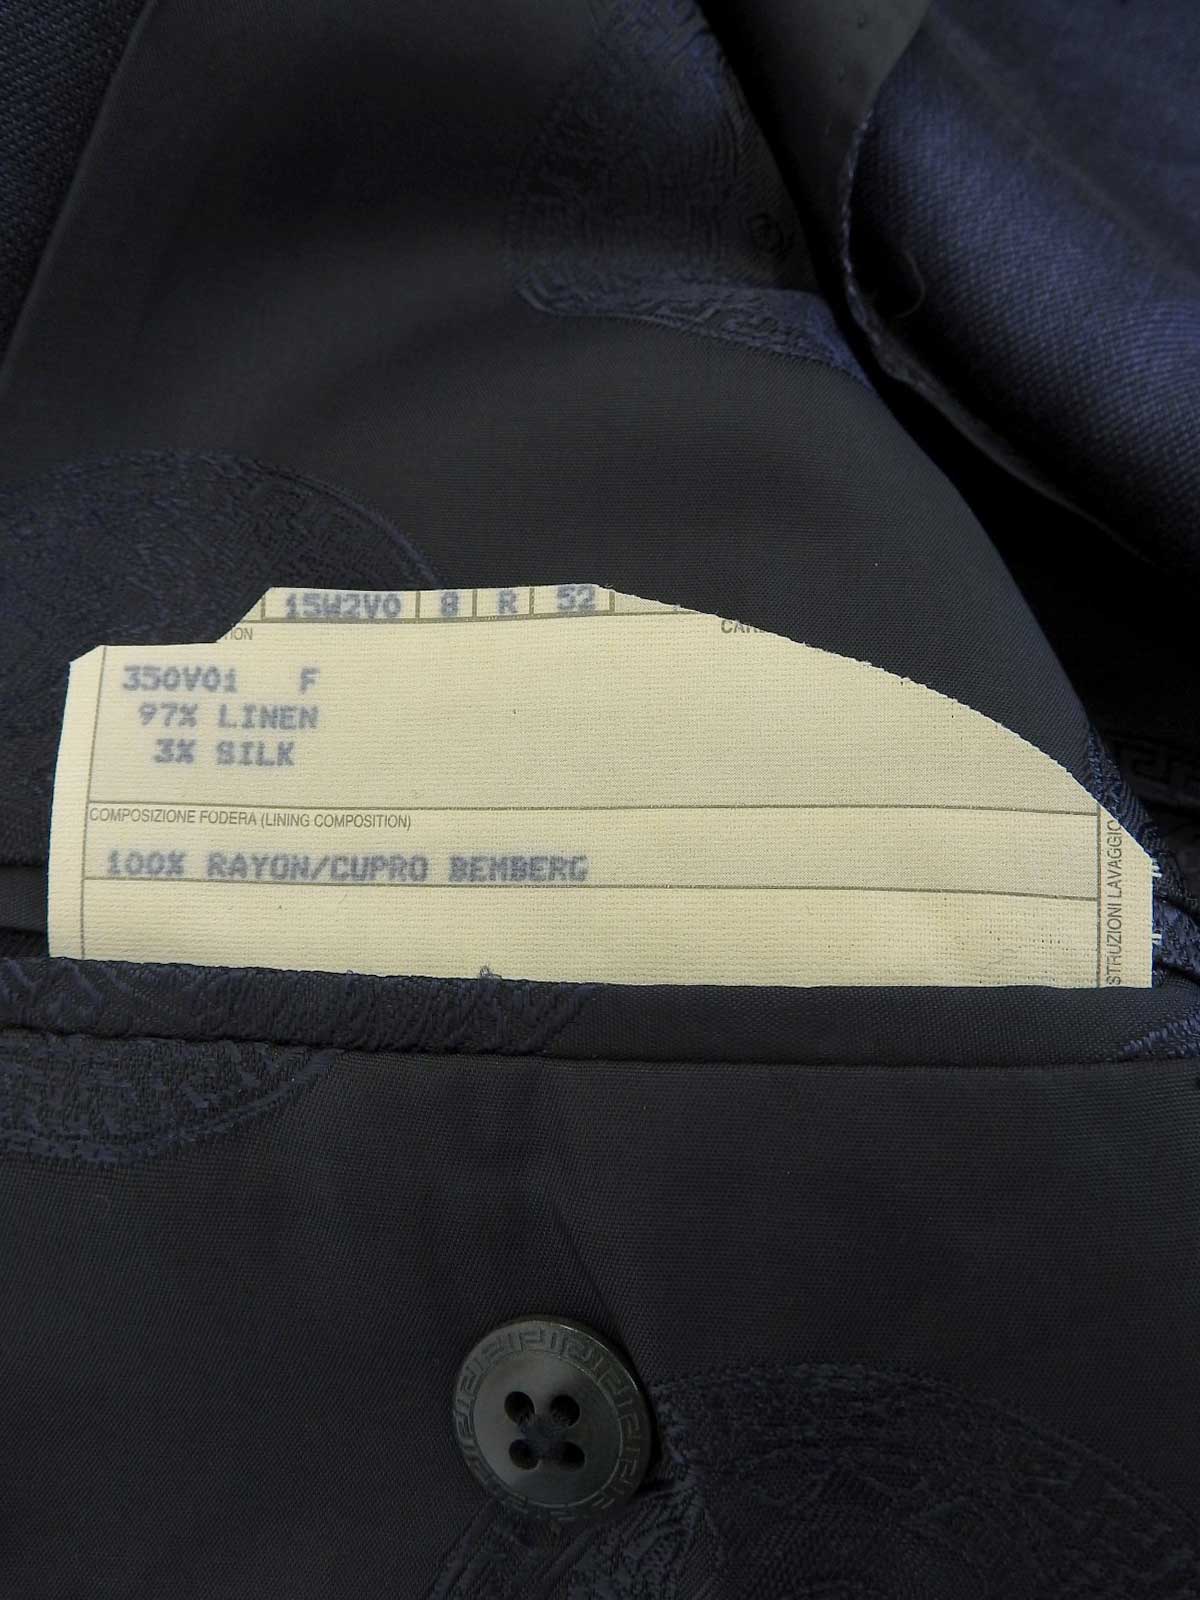 15W2V0 8 R 52
350V01 F
97% LINEN
3% SILK
COMPOSIZIONE FODERA (LINING COMPOSITION)
100% RAYON/CUPRO BEMBERG
STRUZIONI LAVAGGIO